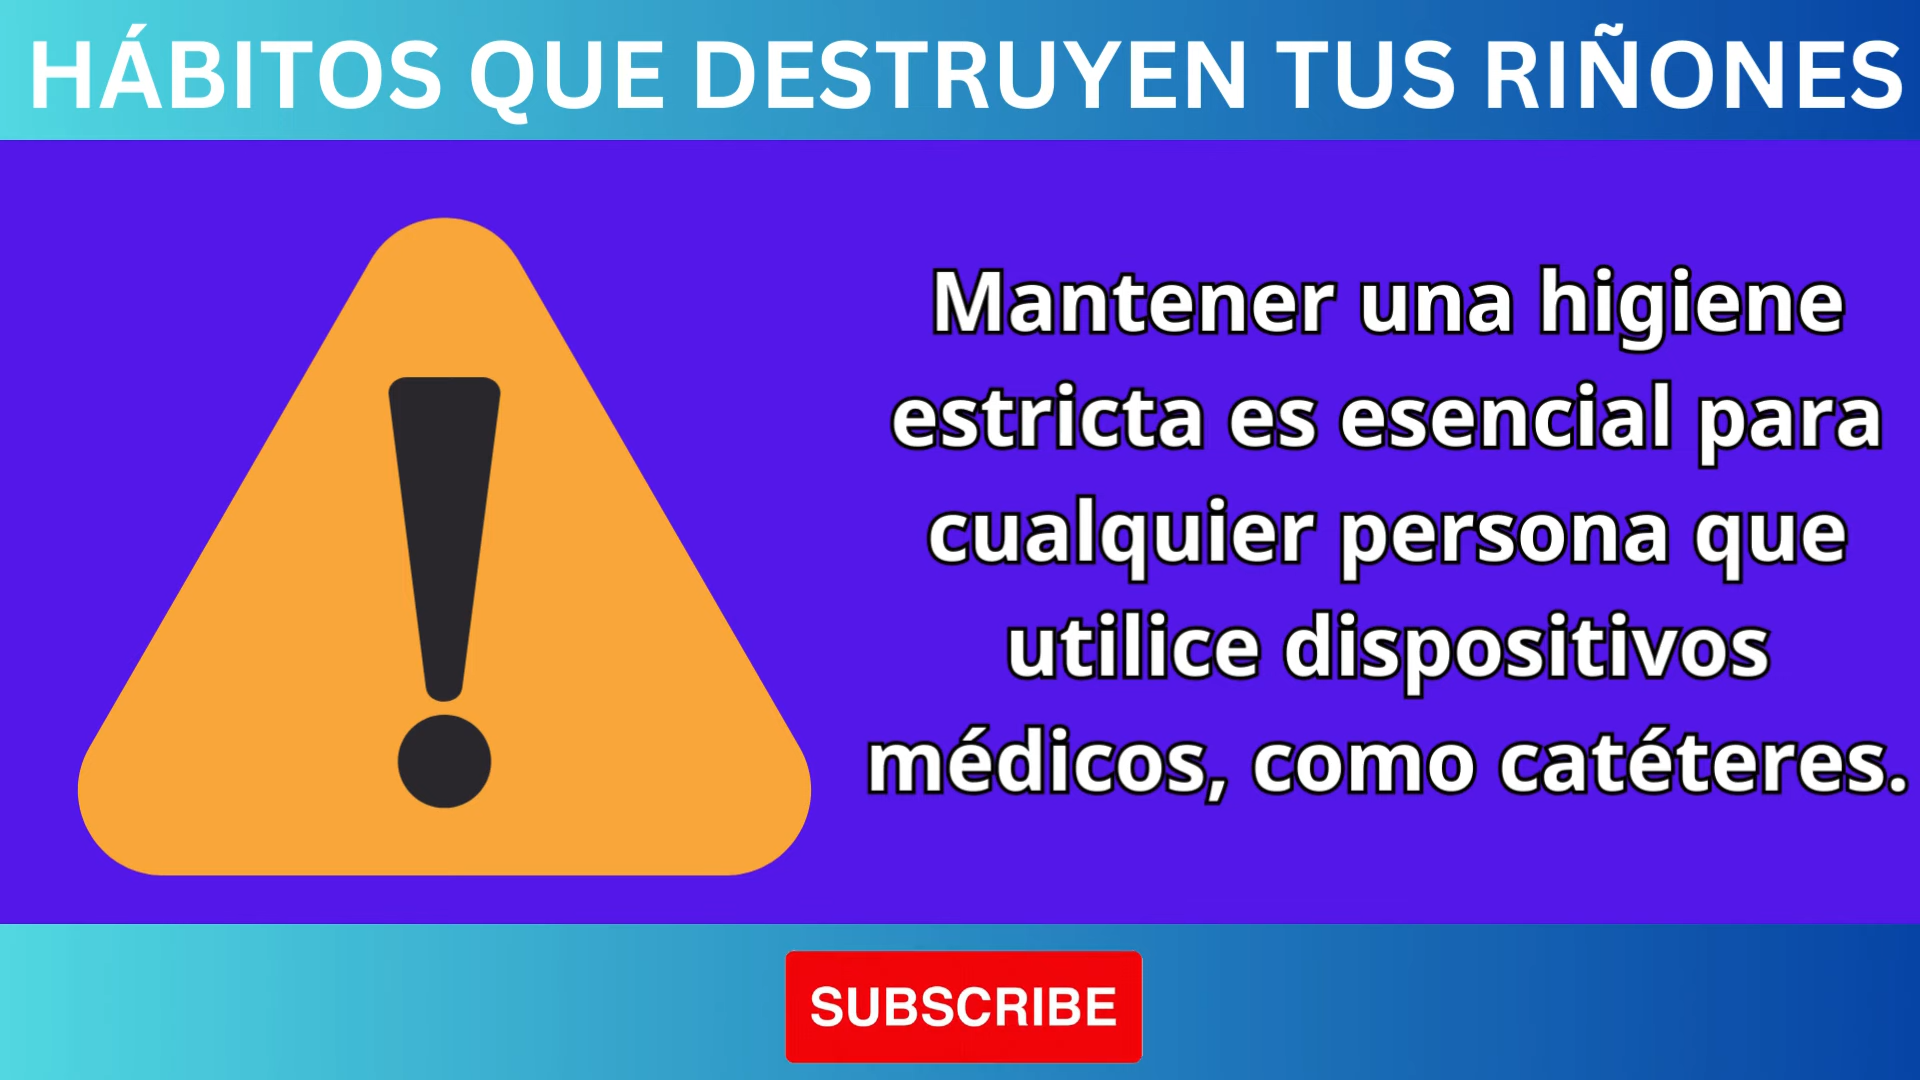 HÁBITOS QUE DESTRUYEN TUS RIÑONES
Mantener una higiene
estricta es esencial para
cualquier persona que
utilice dispositivos
médicos, como catéteres.
SUBSCRIBE